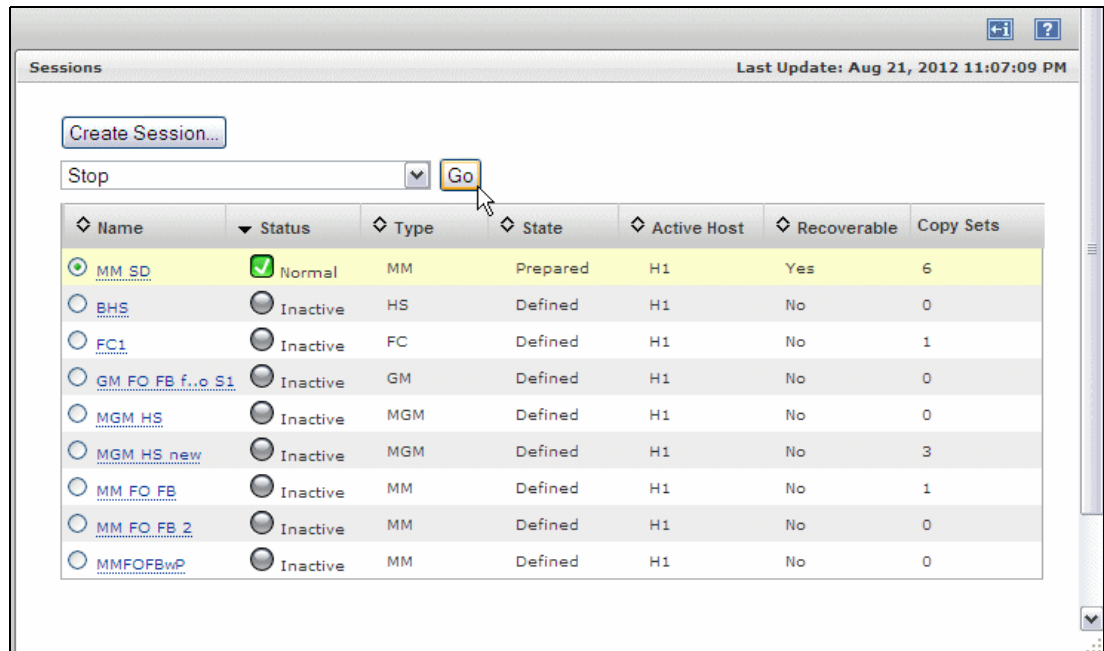 Sessions Last Update: Aug 21, 2012 11:07:09 PM
Create Session...
Stop Go
Name Status Type State Active Host Recoverable Copy Sets
MM SD Normal MM Prepared H1 Yes 6
BHS Inactive HS Defined H1 No 0
FC1 Inactive FC Defined H1 No 1
GM FO FB f..o S1 Inactive GM Defined H1 No 0
MGM HS Inactive MGM Defined H1 No 0
MGM HS new Inactive MGM Defined H1 No 3
MM FO FB Inactive MM Defined H1 No 1
MM FO FB 2 Inactive MM Defined H1 No 0
MMFOFBwP Inactive MM Defined H1 No 0